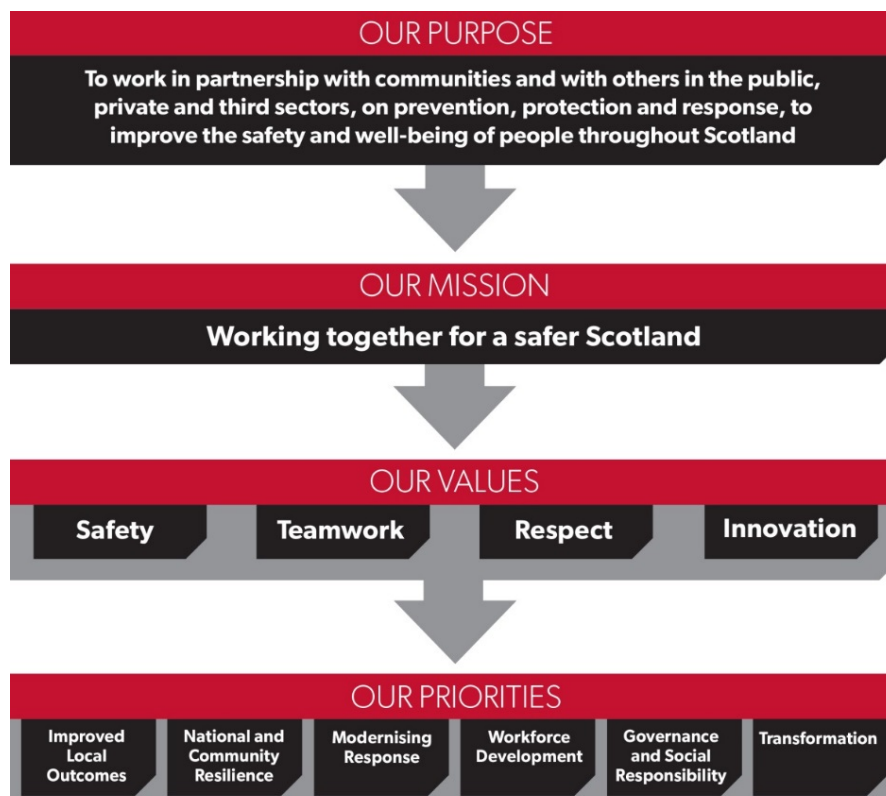 OUR PURPOSE
To work in partnership with communities and with others in the public,
private and third sectors, on prevention, protection and response, to
improve the safety and well-being of people throughout Scotland
OUR MISSION
Working together for a safer Scotland
OUR VALUES
Safety
Teamwork
Respect
Innovation
OUR PRIORITIES
Improved
Local
Outcomes
National and
Community
Resilience
Modernising
Response
Workforce
Development
Governance
and Social
Responsibility
Transformation